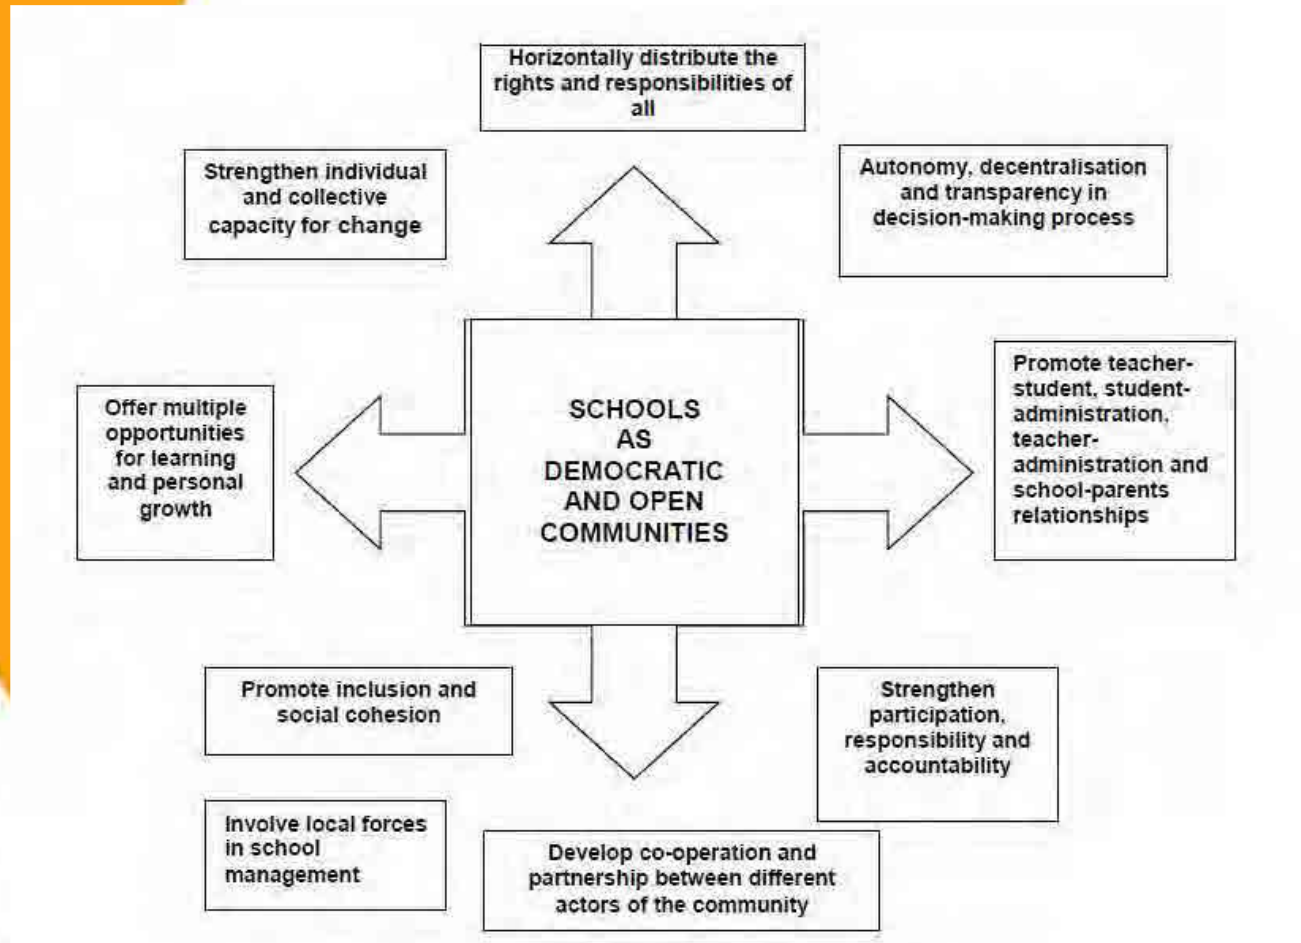 Horizontally distribute the
rights and responsibilities of
all
Strengthen individual
and collective
capacity for change
Autonomy, decentralisation
and transparency in
decision-making process
Offer multiple
opportunities
for learning
and personal
growth
SCHOOLS
AS
DEMOCRATIC
AND OPEN
COMMUNITIES
Promote teacher-
student, student-
administration,
teacher-
administration and
school-parents
relationships
Promote inclusion and
social cohesion
Strengthen
participation,
responsibility and
accountability
Involve local forces
in school
management
Develop co-operation and
partnership between different
actors of the community